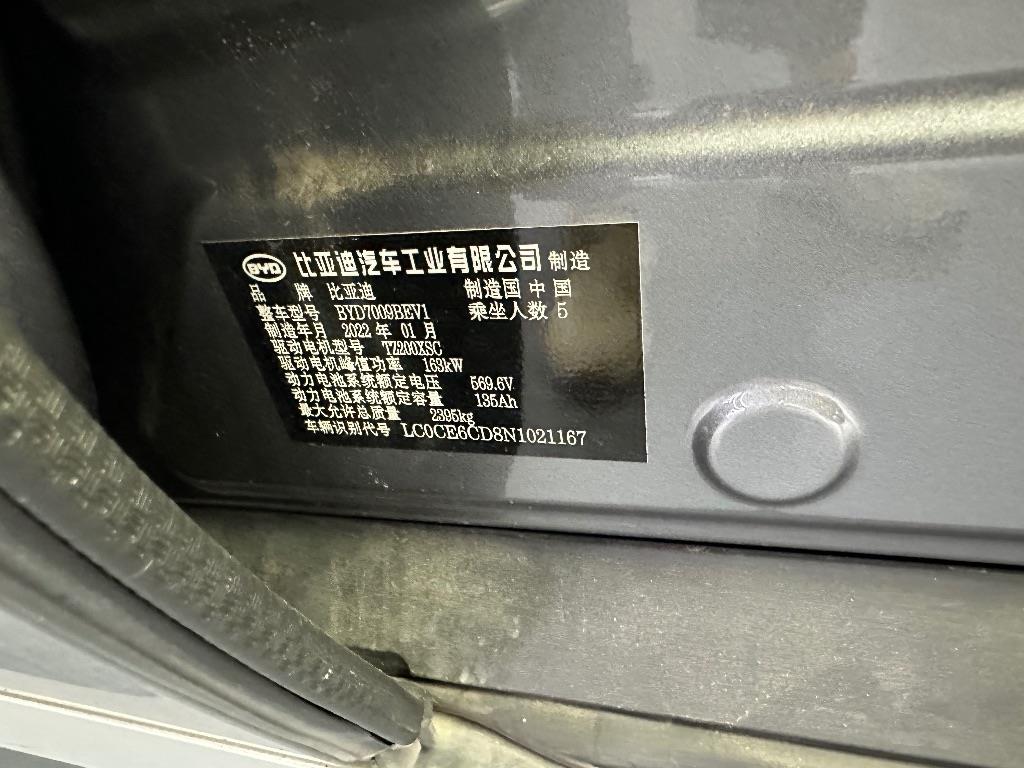 BYD 比亚迪汽车工业有限公司 制造
品 牌 比亚迪 制造国 中 国
整车型号 BYD7009BEV1 乘坐人数 5
制造年月 2022 年 01 月
驱动电机型号 TZ200XSC
驱动电机峰值功率 163kW
动力电池系统额定电压 569.6V
动力电池系统额定容量 135Ah
最大允许总质量 2395kg
车辆识别代号 LC0CE6CD8N1021167